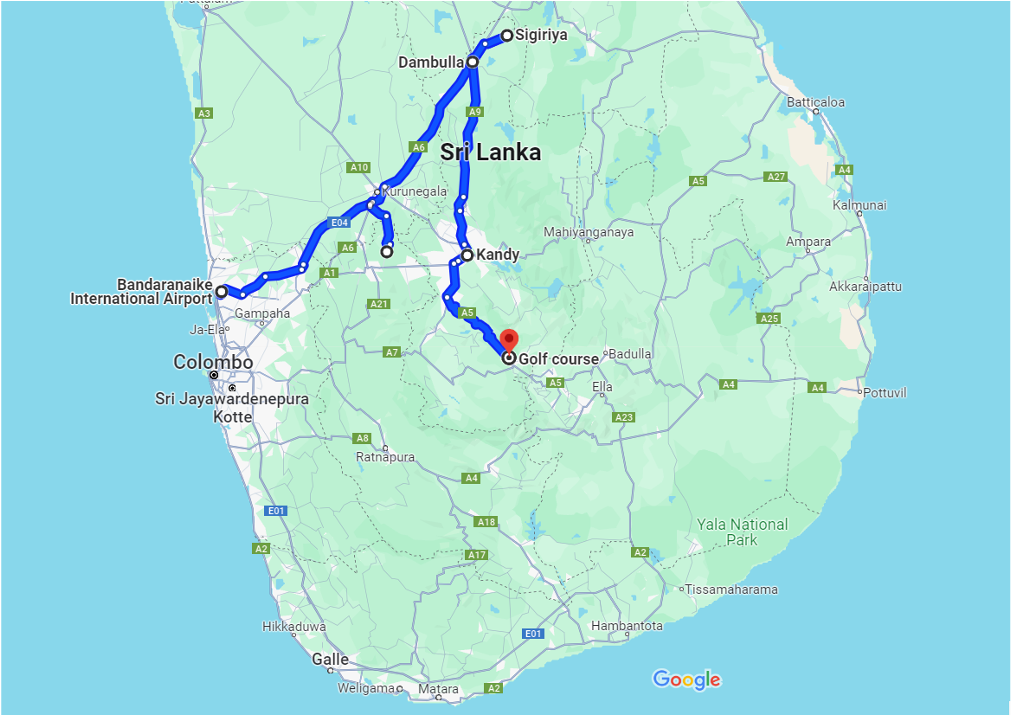 Sigiriya
Dambulla
Batticaloa
A3
A9
A6
Sri Lanka
A10
A5
A27
A4
Kurunegala
Kalmunai
E04
Mahiyanganaya
Ampara
A6
Kandy
A1
Bandaranaike
International Airport
Akkaraipattu
A21
Gampaha
A5
A25
Ja-Ela
A7
Colombo
Golf course
Badulla
A5
Ella
A4
A4
Pottuvil
Sri Jayawardenepura
Kotte
A23
A8
Ratnapura
A4
E01
A18
Yala National
Park
A2
A17
A2
Tissamaharama
Hikkaduwa
E01
Hambantota
Galle
Google
Weligama
Matara
A2